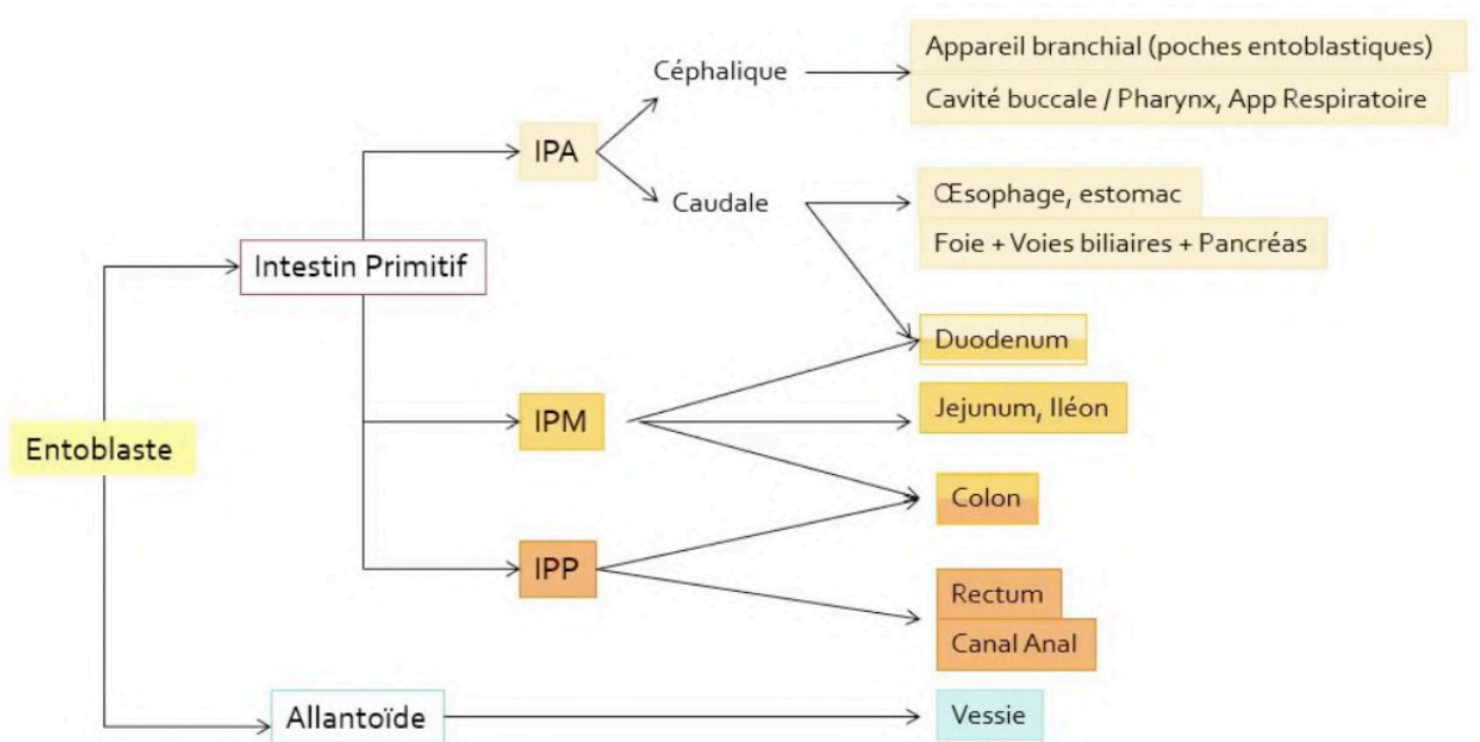 Appareil branchial (poches entoblastiques)
Céphalique
Cavité buccale / Pharynx, App Respiratoire
IPA
Caudale
Œsophage, estomac
Foie + Voies biliaires + Pancréas
Intestin Primitif
Duodenum
Jejunum, Iléon
IPM
Entoblaste
Colon
IPP
Rectum
Canal Anal
Allantoïde
Vessie